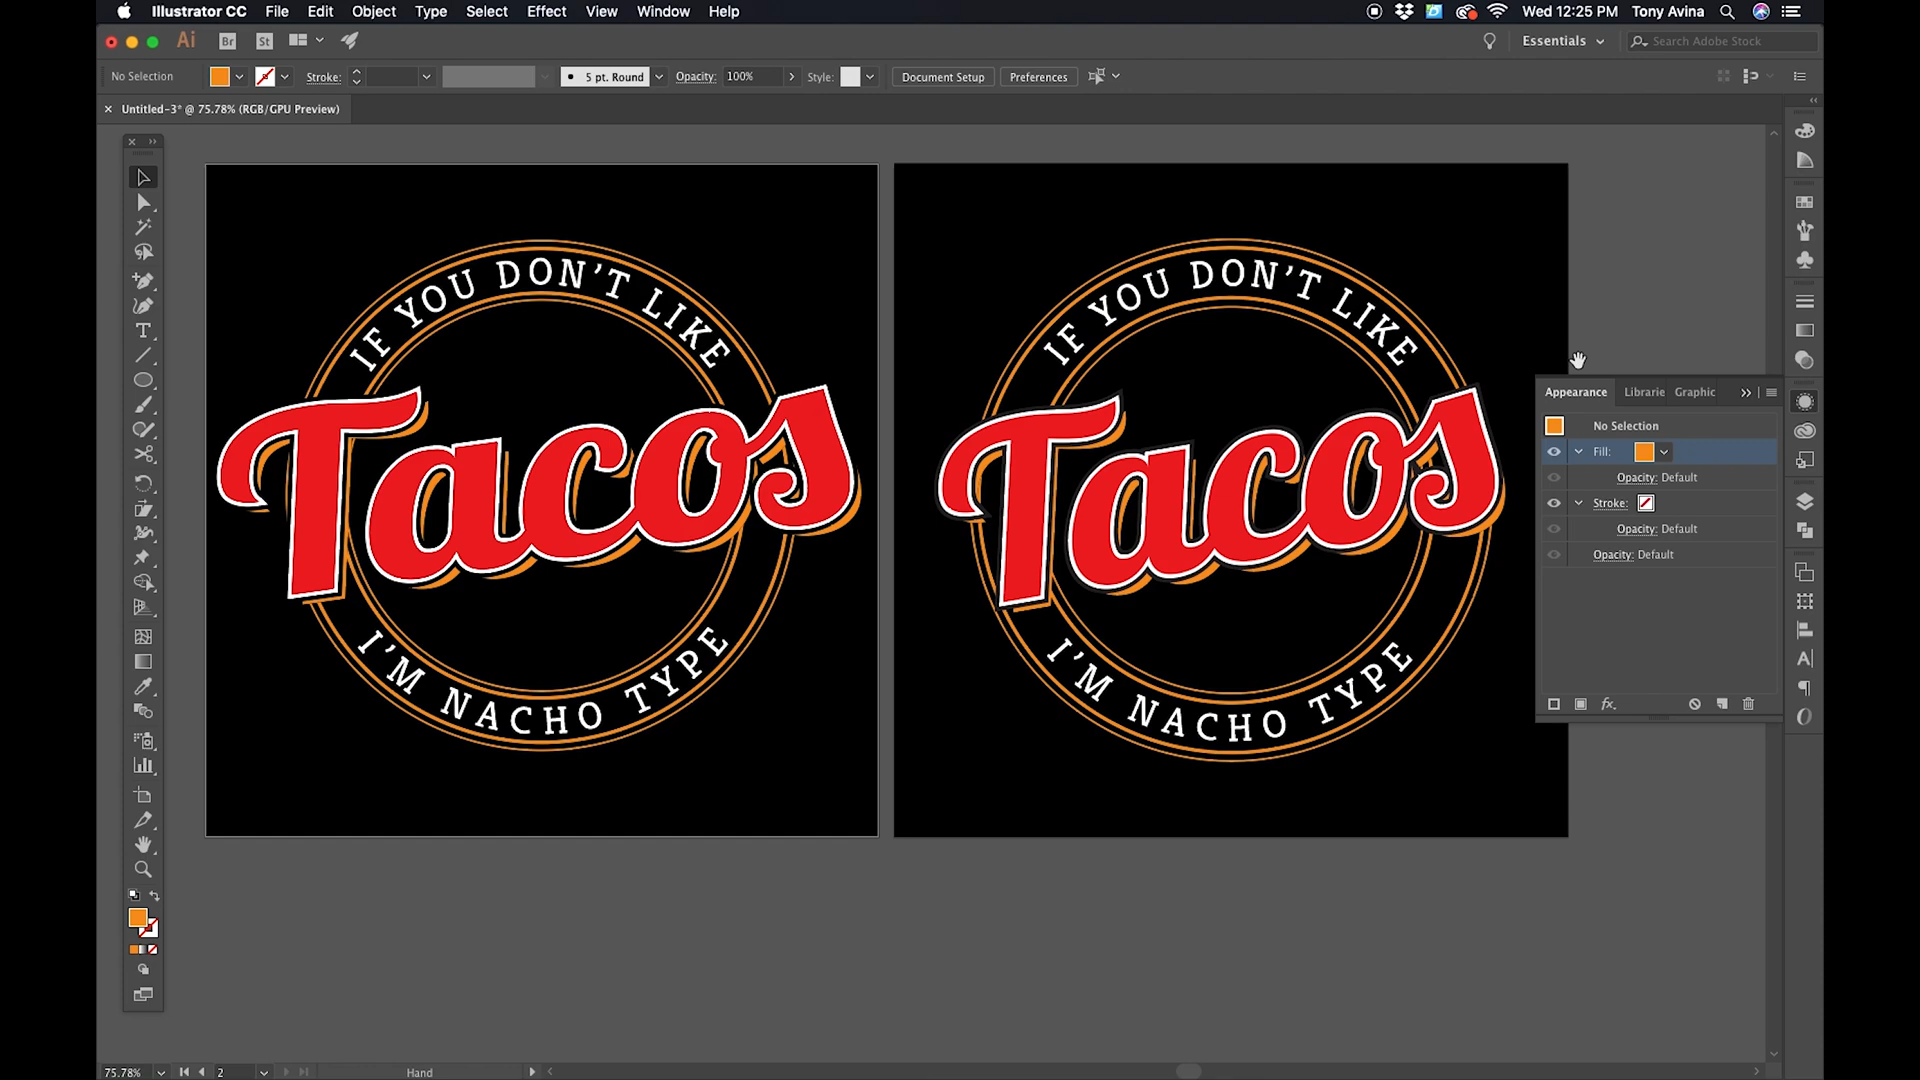 Illustrator CC File Edit Object Type Select Effect View Window Help
Wed 12:25 PM Tony Avina
Ai Br St
Essentials Search Adobe Stock
No Selection Stroke: 5 pt. Round Opacity: 100% Style: Document Setup Preferences
Untitled-3* @ 75.78% (RGB/GPU Preview)
IF YOU DON'T LIKE
Tacos
I'M NACHO TYPE
IF YOU DON'T LIKE
Tacos
I'M NACHO TYPE
Appearance Librarie Graphic
No Selection
Fill:
Opacity: Default
Stroke:
Opacity: Default
Opacity: Default
fx.
75.78% 2 Hand